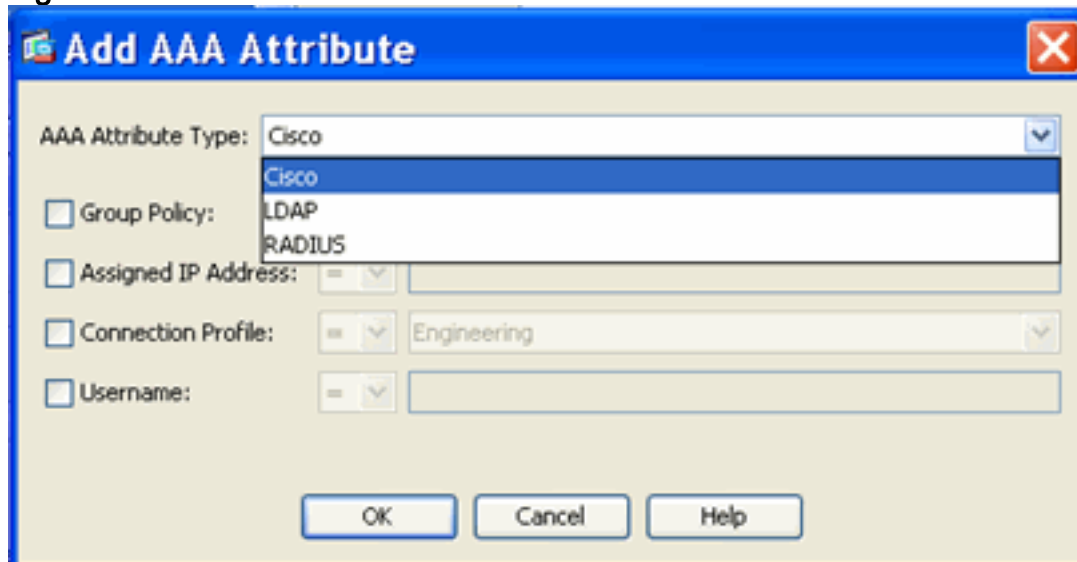 Add AAA Attribute
AAA Attribute Type: Cisco
Cisco
LDAP
RADIUS
Group Policy:
Assigned IP Address: =
Connection Profile: = Engineering
Username: =
OK Cancel Help